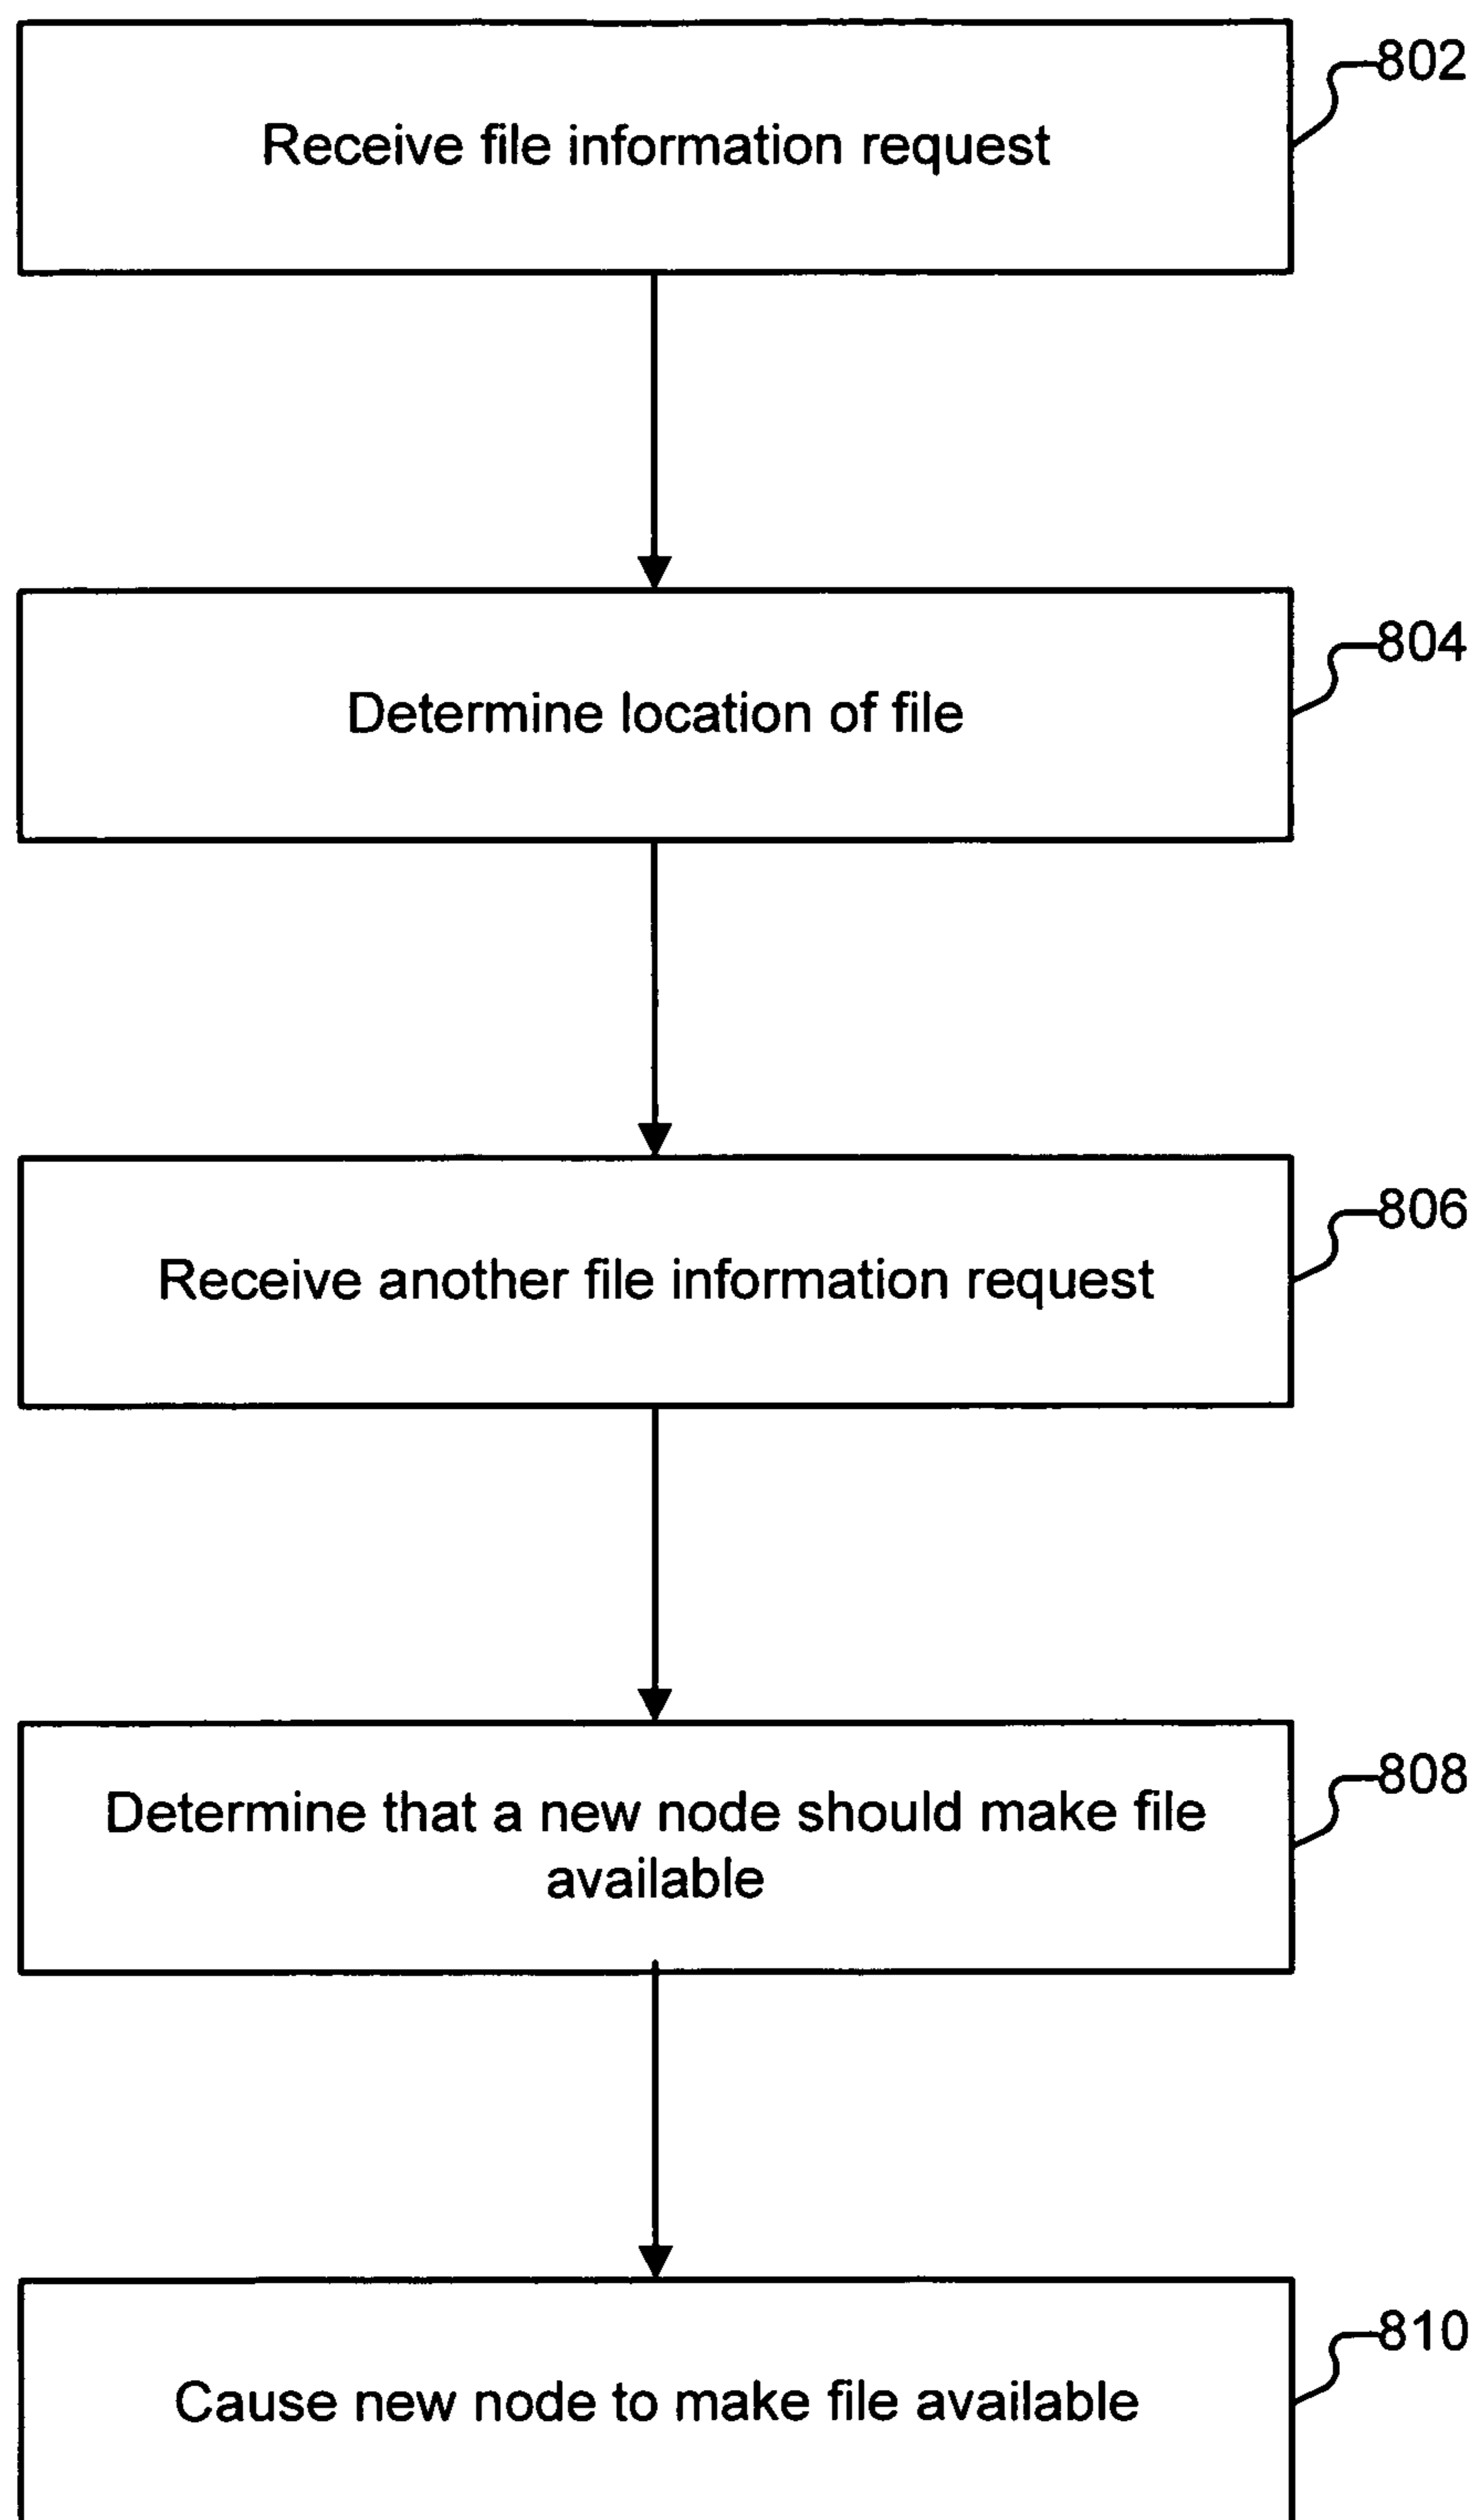 802
Receive file information request
804
Determine location of file
806
Receive another file information request
808
Determine that a new node should make file
available
810
Cause new node to make file available